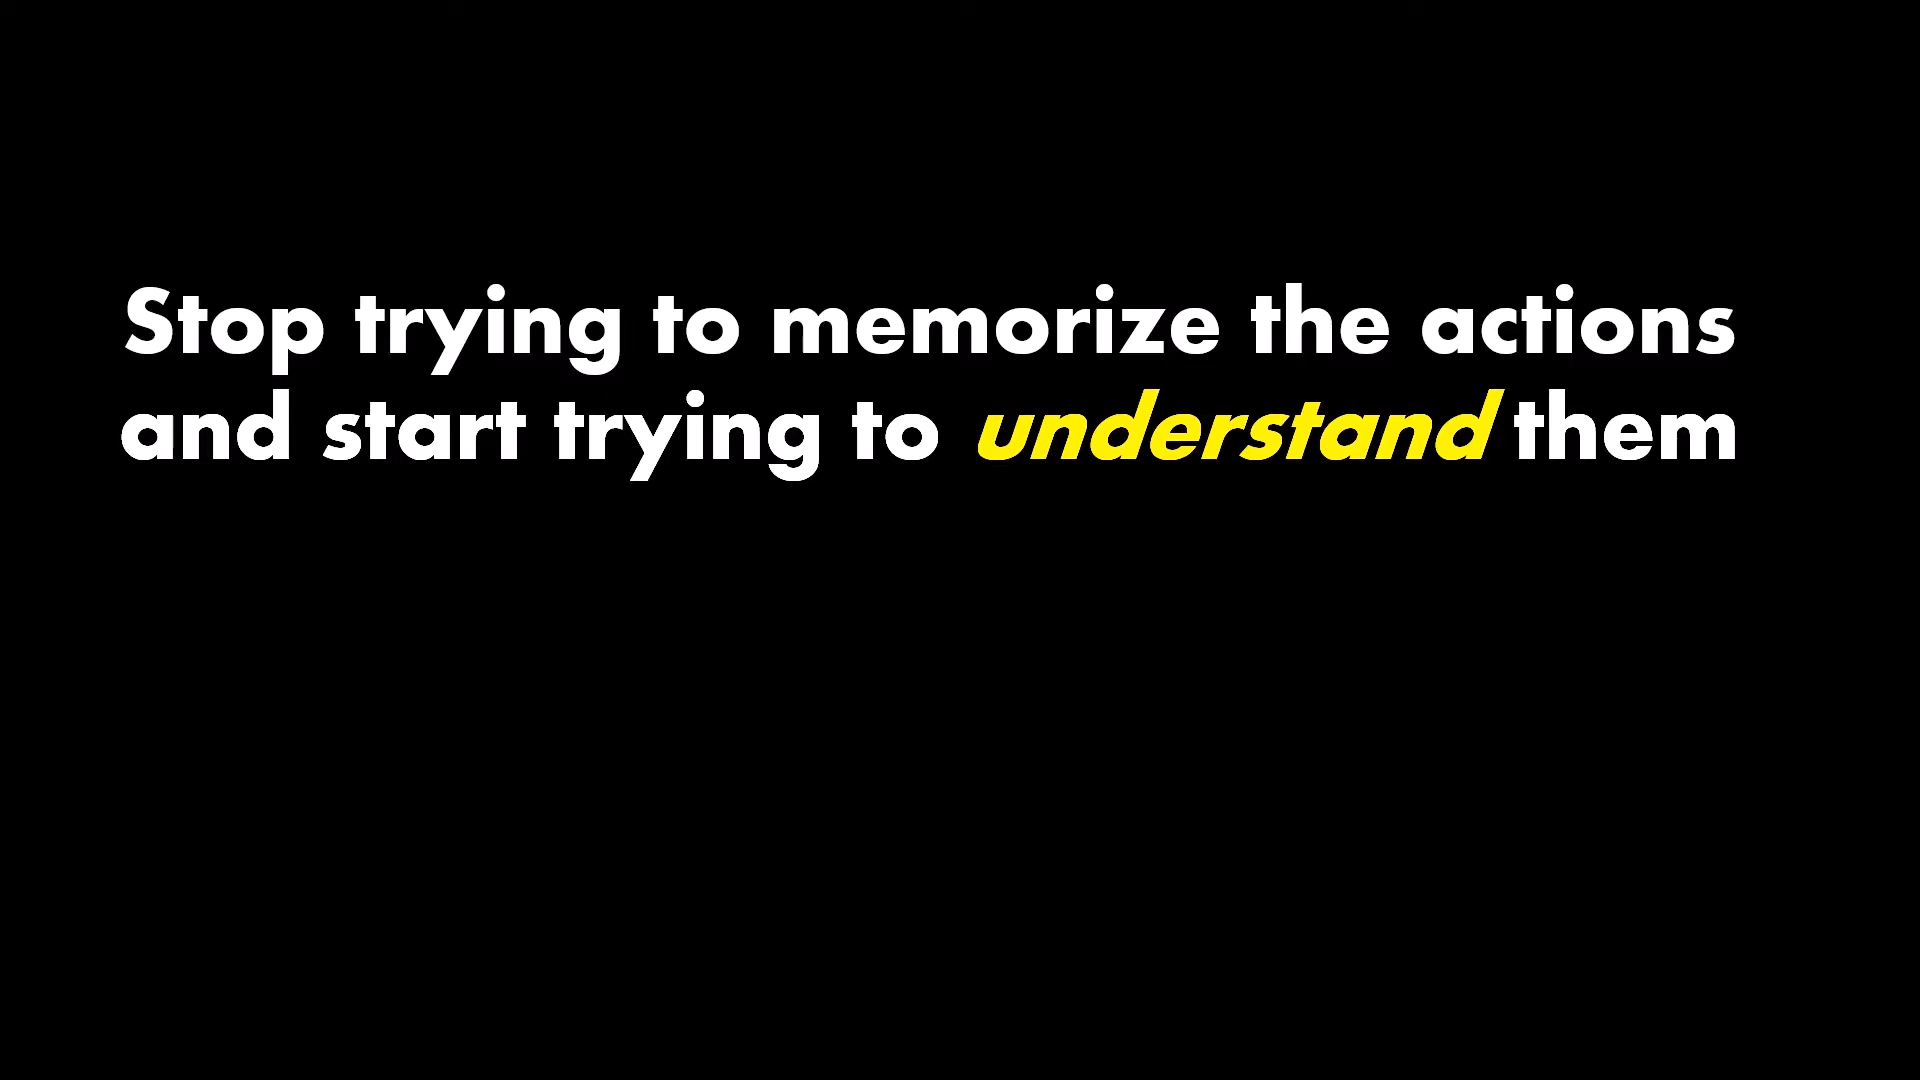 Stop trying to memorize the actions
and start trying to understand them